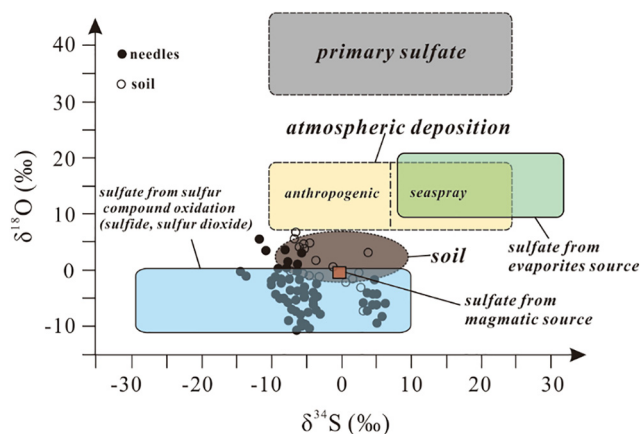 40
30
20
10
0
-10
δ¹⁸O (‰)
needles
soil
primary sulfate
atmospheric deposition
anthropogenic
seaspray
sulfate from sulfur
compound oxidation
(sulfide, sulfur dioxide)
soil
sulfate from
evaporites source
sulfate from
magmatic source
-30 -20 -10 0 10 20 30
δ³⁴S (‰)